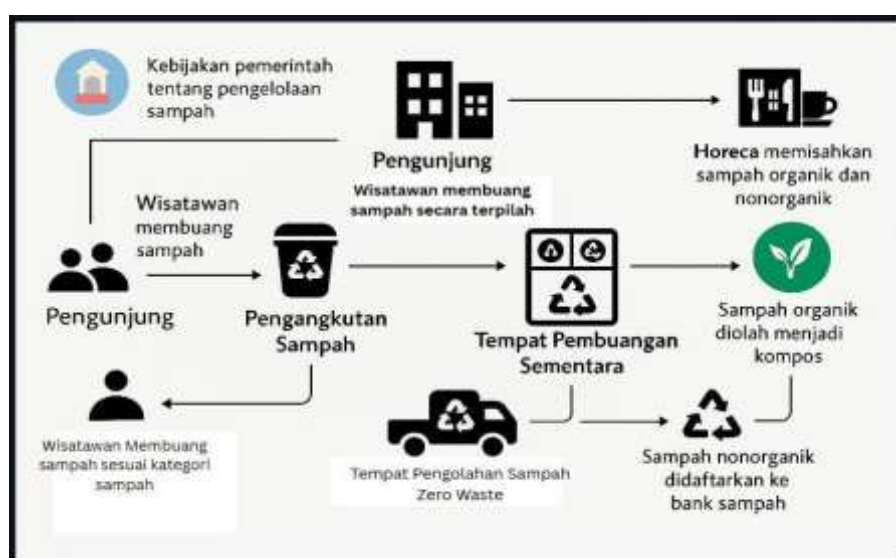 Kebijakan pemerintah
tentang pengelolaan
sampah
Pengunjung
Wisatawan membuang
sampah secara terpilah
Horeca memisahkan
sampah organik dan
nonorganik
Wisatawan
membuang
sampah
Pengunjung
Pengangkutan
Sampah
Tempat Pembuangan
Sementara
Sampah organik
diolah menjadi
kompos
Wisatawan Membuang
sampah sesuai kategori
sampah
Tempat Pengolahan Sampah
Zero Waste
Sampah nonorganik
didaftarkan ke
bank sampah